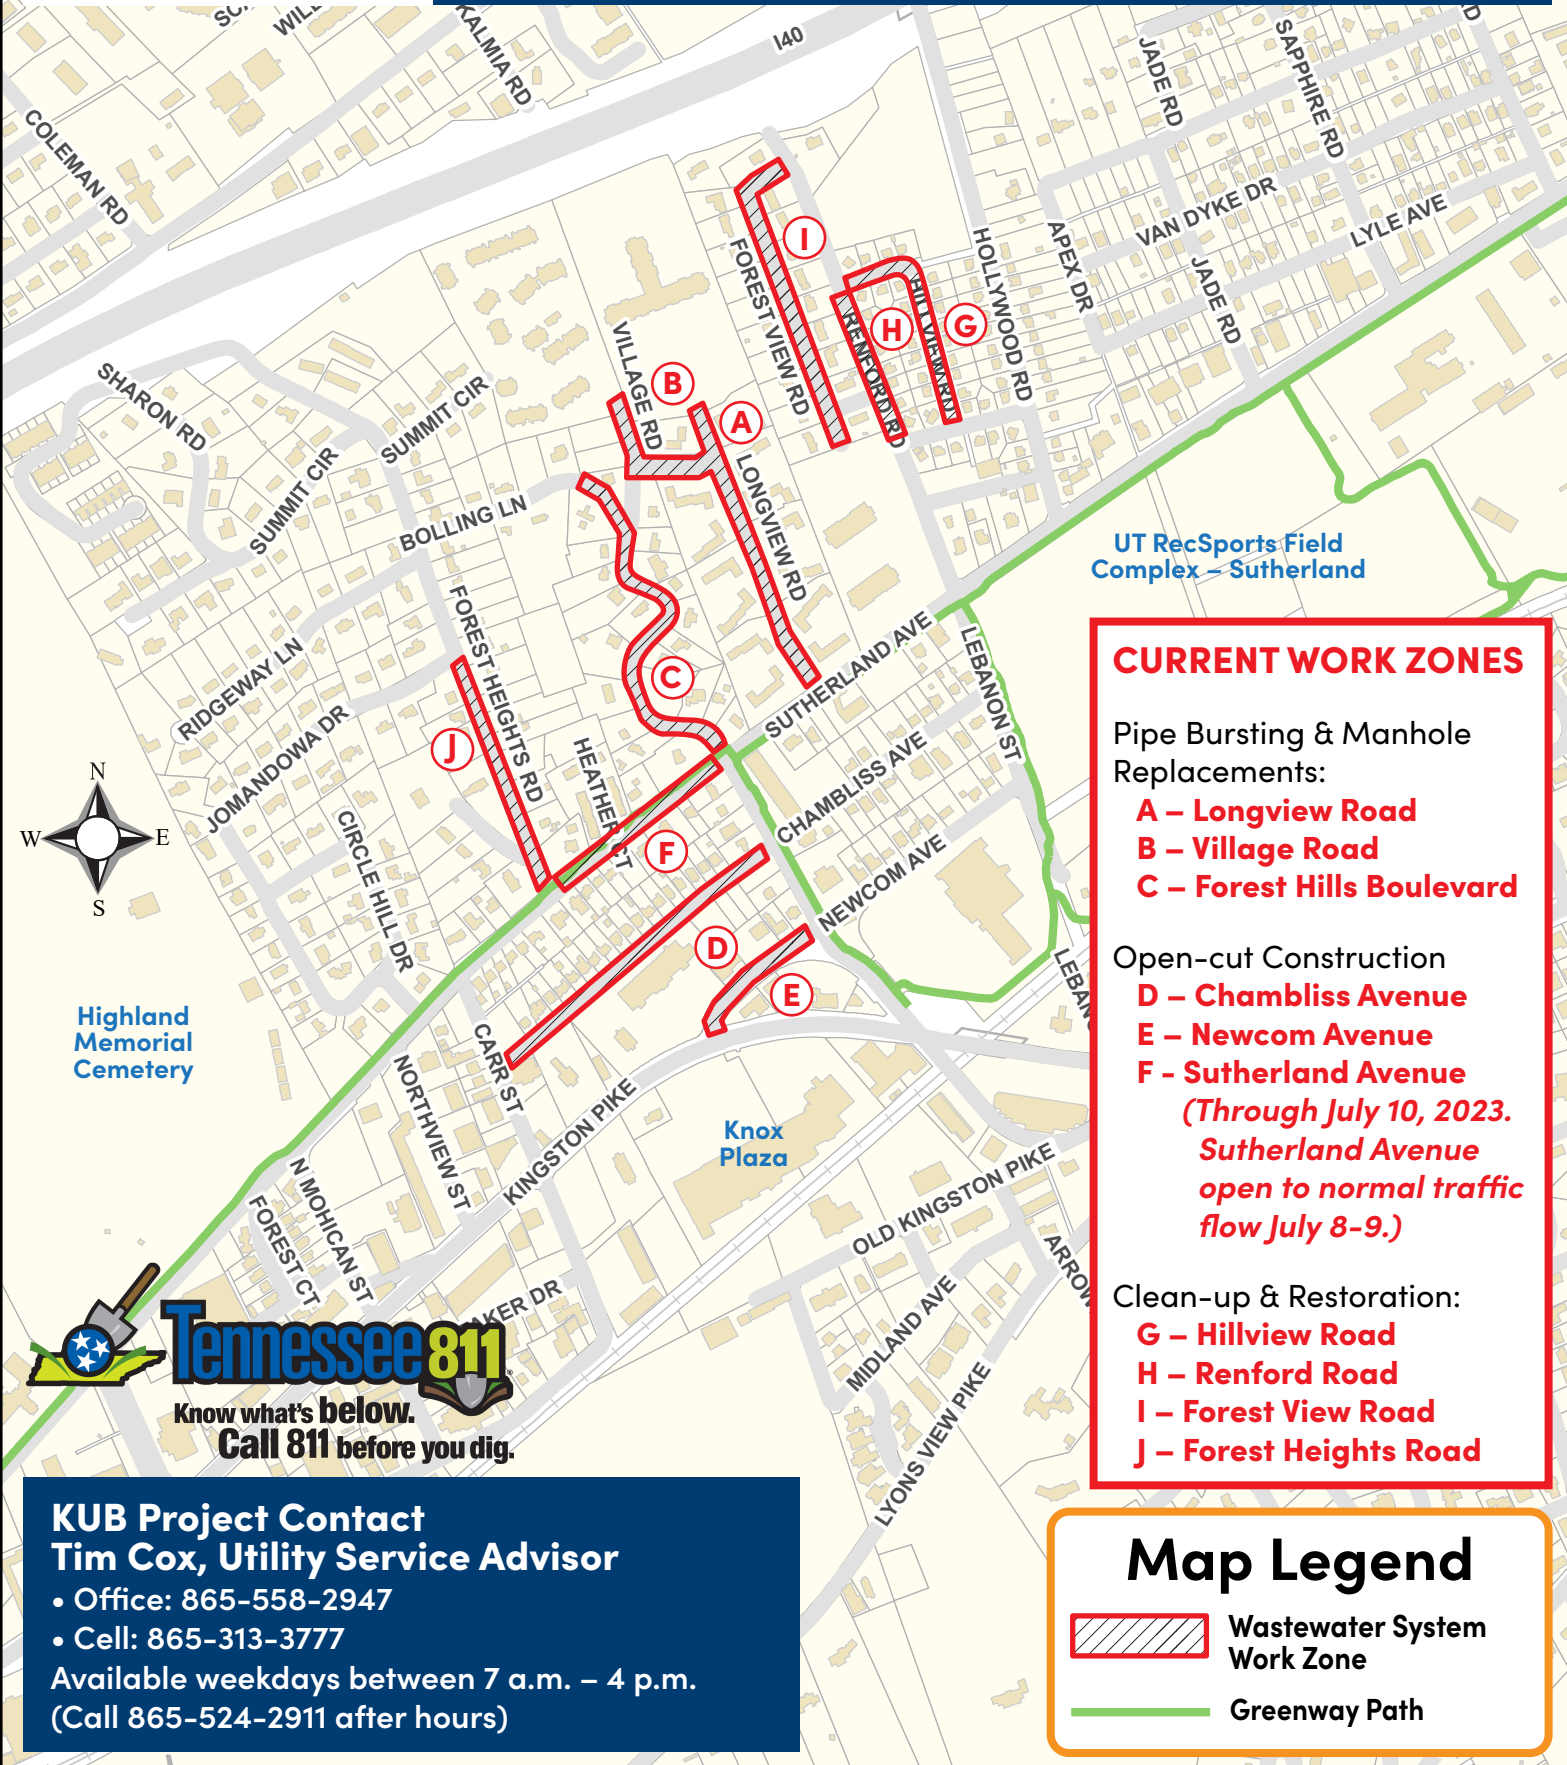 I40
KALMIA RD
COLEMAN RD
JADE RD
SAPPHIRE RD
VAN DYKE DR
LYLE AVE
APEX DR
JADE RD
HOLLYWOOD RD
I
FOREST VIEW RD
H
G
HILLVIEW RD
RENFORD RD
VILLAGE RD
B
A
LONGVIEW RD
SHARON RD
SUMMIT CIR
SUMMIT CIR
BOLLING LN
UT RecSports Field
Complex – Sutherland
FOREST HEIGHTS RD
RIDGEWAY LN
JOMANDOWA DR
C
SUTHERLAND AVE
LEBANON ST
J
HEATHER CT
CHAMBLISS AVE
N
W
E
S
CIRCLE HILL DR
F
NEWCOM AVE
D
E
Highland
Memorial
Cemetery
CARR ST
NORTHVIEW ST
KINGSTON PIKE
Knox
Plaza
N MOHICAN ST
FOREST CT
OLD KINGSTON PIKE
MIDLAND AVE
LYONS VIEW PIKE
CURRENT WORK ZONES
Pipe Bursting & Manhole
Replacements:
A – Longview Road
B – Village Road
C – Forest Hills Boulevard
Open-cut Construction
D – Chambliss Avenue
E – Newcom Avenue
F - Sutherland Avenue
(Through July 10, 2023.
Sutherland Avenue
open to normal traffic
flow July 8-9.)
Clean-up & Restoration:
G – Hillview Road
H – Renford Road
I – Forest View Road
J – Forest Heights Road
Tennessee 811
Know what's below.
Call 811 before you dig.
KUB Project Contact
Tim Cox, Utility Service Advisor
• Office: 865-558-2947
• Cell: 865-313-3777
Available weekdays between 7 a.m. – 4 p.m.
(Call 865-524-2911 after hours)
Map Legend
Wastewater System
Work Zone
Greenway Path